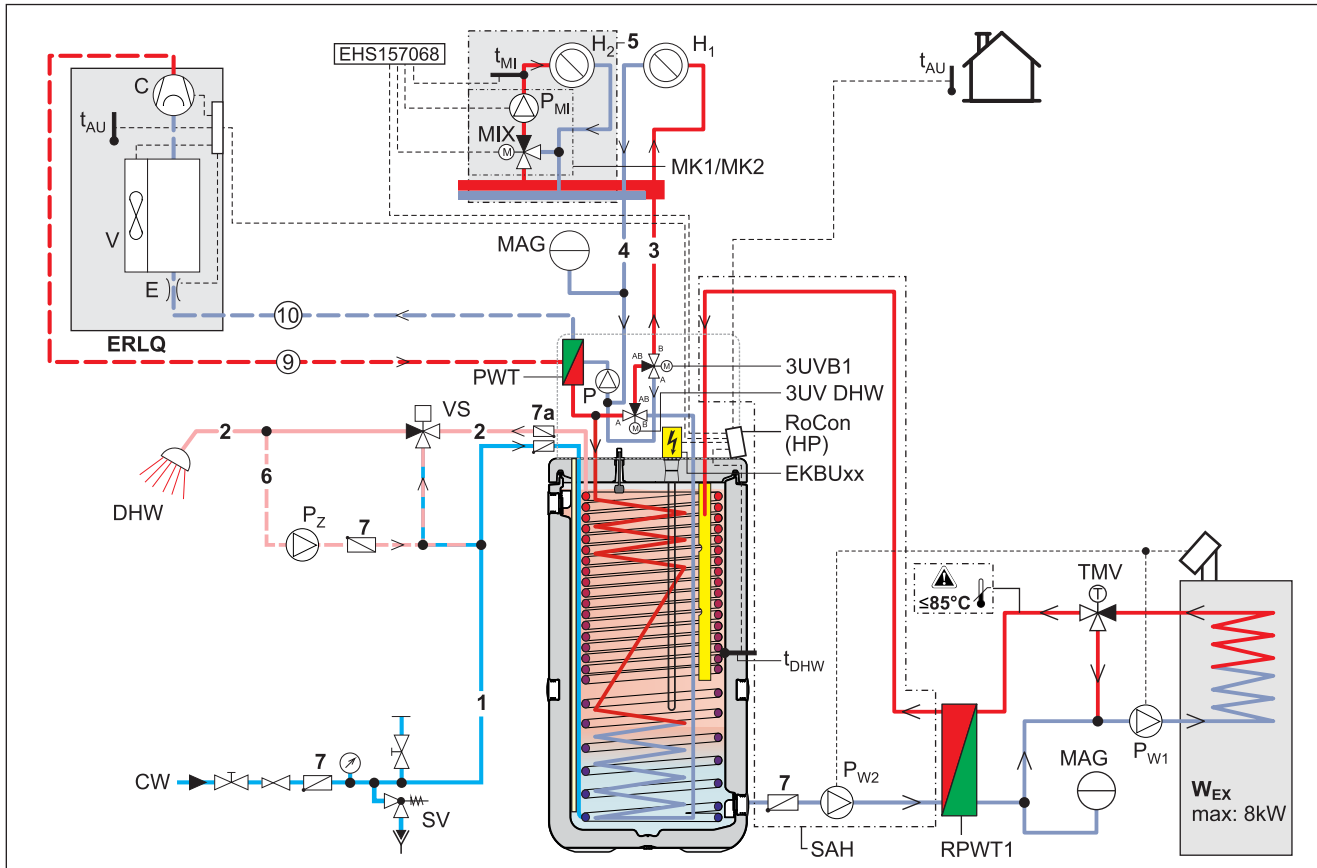 EHS157068
tMI
H2
5
H1
tAU
C
tAU
PMI
MIX
M
MK1/MK2
V
MAG
4
3
E
10
ERLQ
9
PWT
P
AB
B
M
A
3UVB1
AB
A
B
M
3UV DHW
RoCon
(HP)
EKBUxx
VS
7a
2
2
6
DHW
PZ
7
≤85°C
TMV
T
tDHW
1
CW
7
SV
7
PW2
PW1
MAG
WEX
max: 8kW
SAH
RPWT1